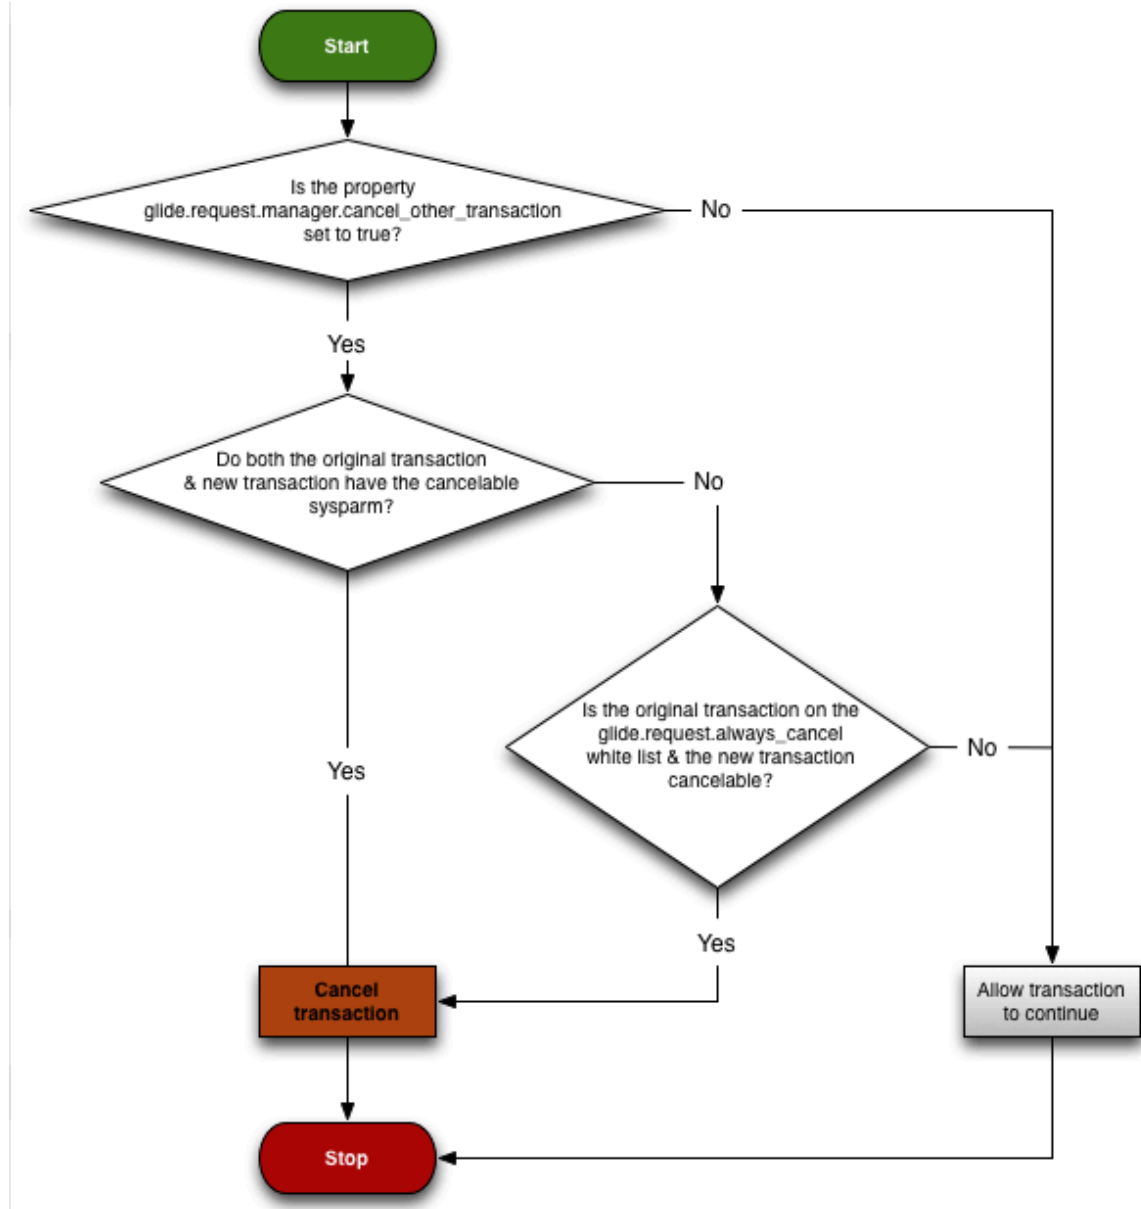 Start
Is the property
glide.request.manager.cancel_other_transaction
set to true?
No
Yes
Do both the original transaction
& new transaction have the cancelable
sysparm?
No
Is the original transaction on the
glide.request.always_cancel
white list & the new transaction
cancelable?
No
Yes
Yes
Cancel
transaction
Allow transaction
to continue
Stop